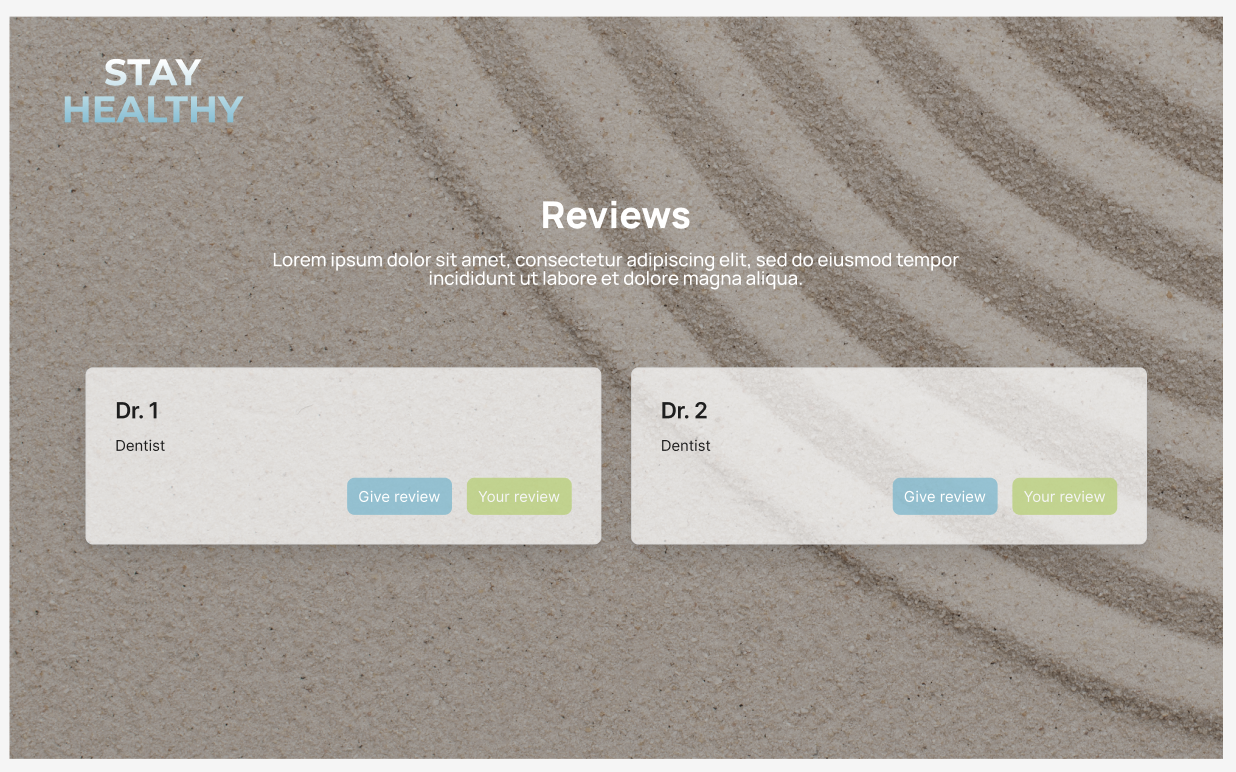 STAY
HEALTHY
Reviews
Lorem ipsum dolor sit amet, consectetur adipiscing elit, sed do eiusmod tempor
incididunt ut labore et dolore magna aliqua.
Dr. 1
Dentist
Give review
Your review
Dr. 2
Dentist
Give review
Your review